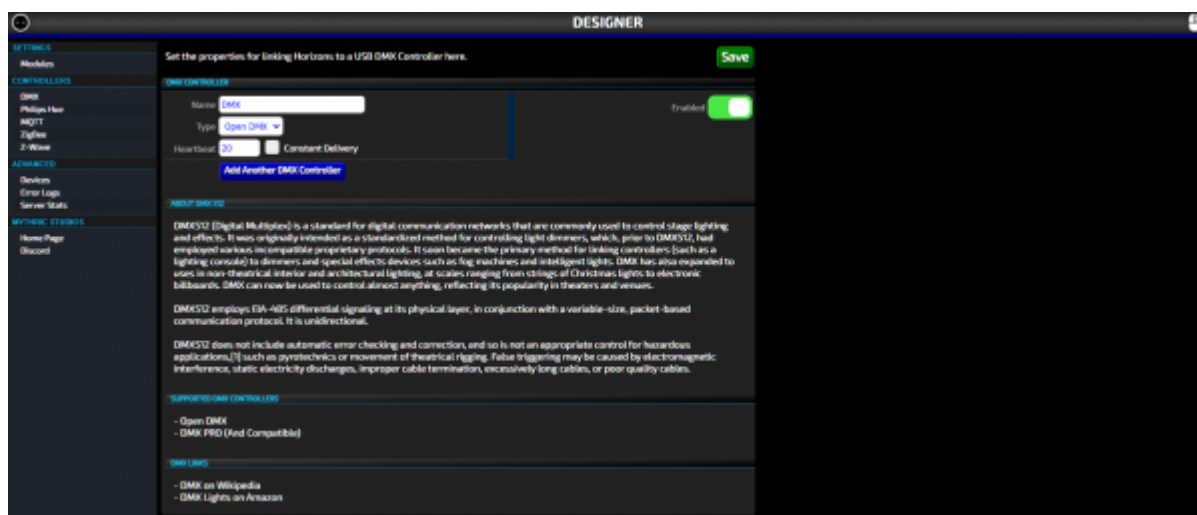 DESIGNER
SETTINGS
Modules
CONTROLLERS
DMX
Philips Hue
MQTT
ZigBee
Z-Wave
ADVANCED
Devices
Error Logs
Server Stats
MYTHRIC STUDIOS
Home Page
Discord
Set the properties for linking Horizons to a USB DMX Controller here.
Save
DMX CONTROLLER
Name DMX
Enabled
Type Open DMX
Heartbeat 20 Constant Delivery
Add Another DMX Controller
ABOUT DMX512
DMX512 (Digital Multiplex) is a standard for digital communication networks that are commonly used to control stage lighting
and effects. It was originally intended as a standardized method for controlling light dimmers, which, prior to DMX512, had
employed various incompatible proprietary protocols. It soon became the primary method for linking controllers (such as a
lighting console) to dimmers and special effects devices such as fog machines and intelligent lights. DMX has also expanded to
uses in non-theatrical interior and architectural lighting, at scales ranging from strings of Christmas lights to electronic
billboards. DMX can now be used to control almost anything, reflecting its popularity in theaters and venues.
DMX512 employs EIA-485 differential signaling at its physical layer, in conjunction with a variable-size, packet-based
communication protocol. It is unidirectional.
DMX512 does not include automatic error checking and correction, and so is not an appropriate control for hazardous
applications,[1] such as pyrotechnics or movement of theatrical rigging. False triggering may be caused by electromagnetic
interference, static electricity discharges, improper cable termination, excessively long cables, or poor quality cables.
SUPPORTED DMX CONTROLLERS
- Open DMX
- DMX PRO (And Compatible)
DMX LINKS
- DMX on Wikipedia
- DMX Lights on Amazon